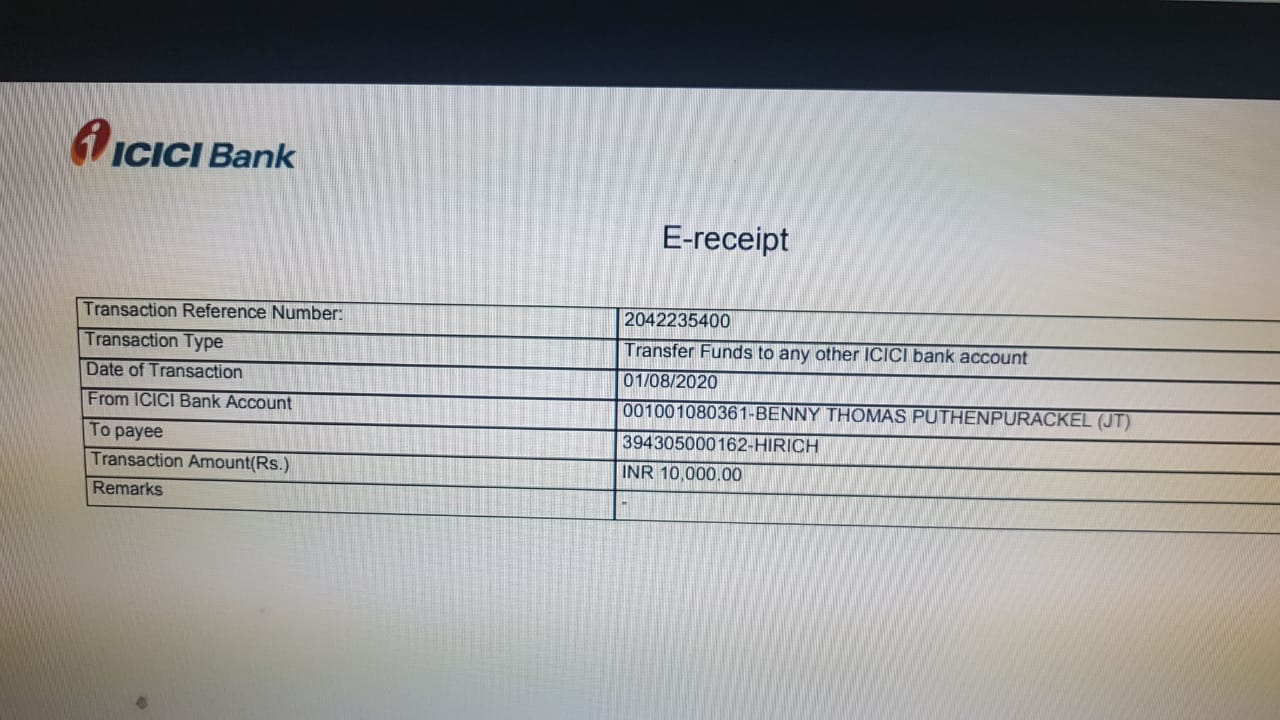 ICICI Bank
E-receipt
Transaction Reference Number: 2042235400
Transaction Type Transfer Funds to any other ICICI bank account
Date of Transaction 01/08/2020
From ICICI Bank Account 001001080361-BENNY THOMAS PUTHENPURACKEL (JT)
To payee 394305000162-HIRICH
Transaction Amount(Rs.) INR 10,000.00
Remarks -